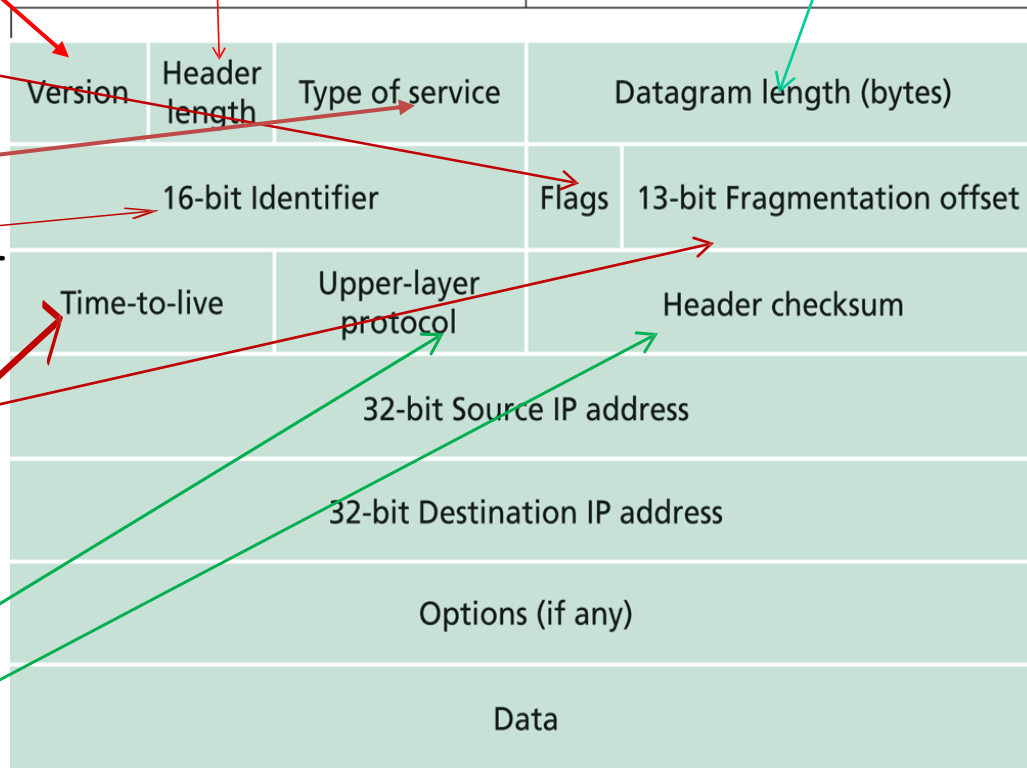 Version
Header
length
Type of service
Datagram length (bytes)
16-bit Identifier
Flags
13-bit Fragmentation offset
Time-to-live
Upper-layer
protocol
Header checksum
32-bit Source IP address
32-bit Destination IP address
Options (if any)
Data